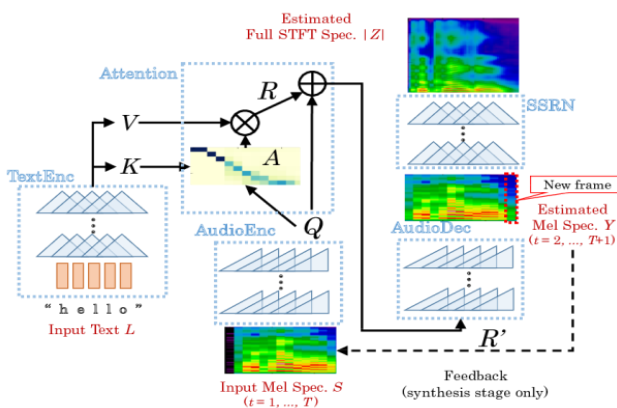 Estimated
Full STFT Spec. |Z|
Attention
R
SSRN
V
A
K
TextEnc
New frame
Q
Estimated
Mel Spec. Y
(t = 2, ..., T+1)
AudioEnc
AudioDec
“ h e l l o ”
Input Text L
R'
Input Mel Spec. S
(t = 1, ..., T)
Feedback
(synthesis stage only)